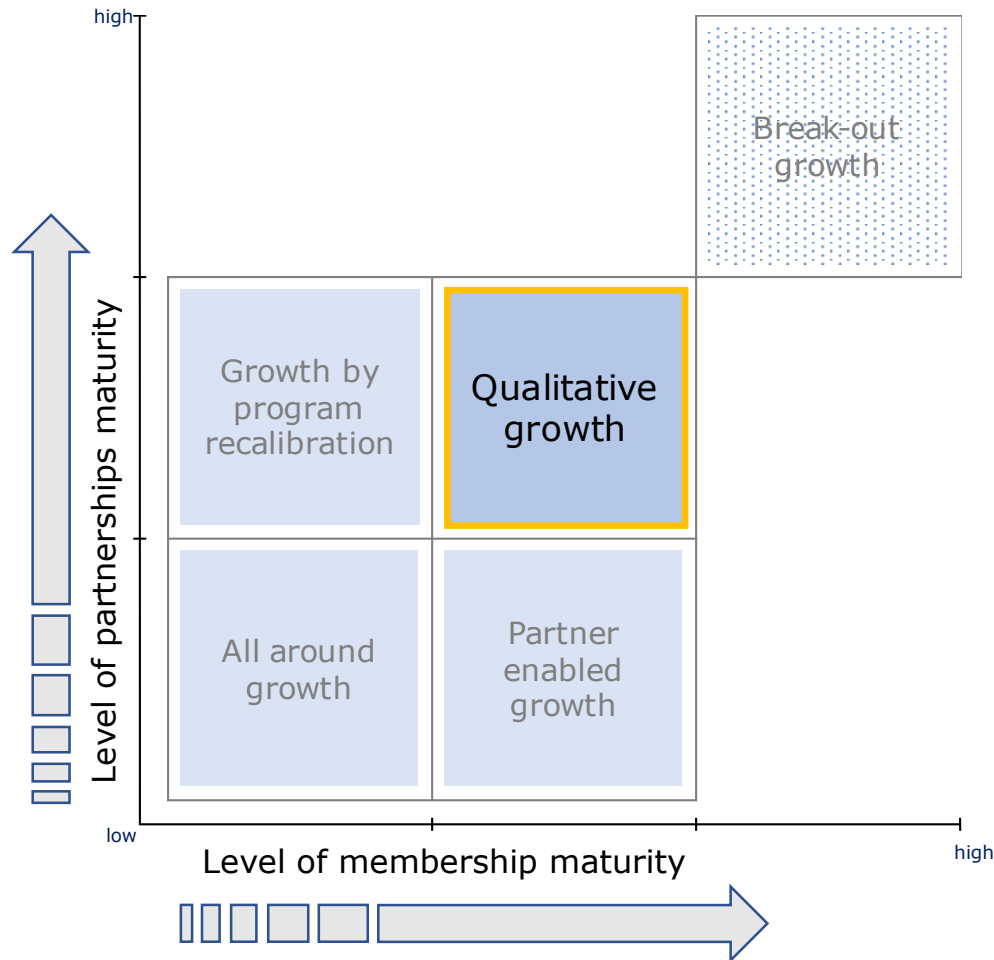 high
Break-out
growth
Level of partnerships maturity
Growth by
program
recalibration
Qualitative
growth
All around
growth
Partner
enabled
growth
low
Level of membership maturity
high